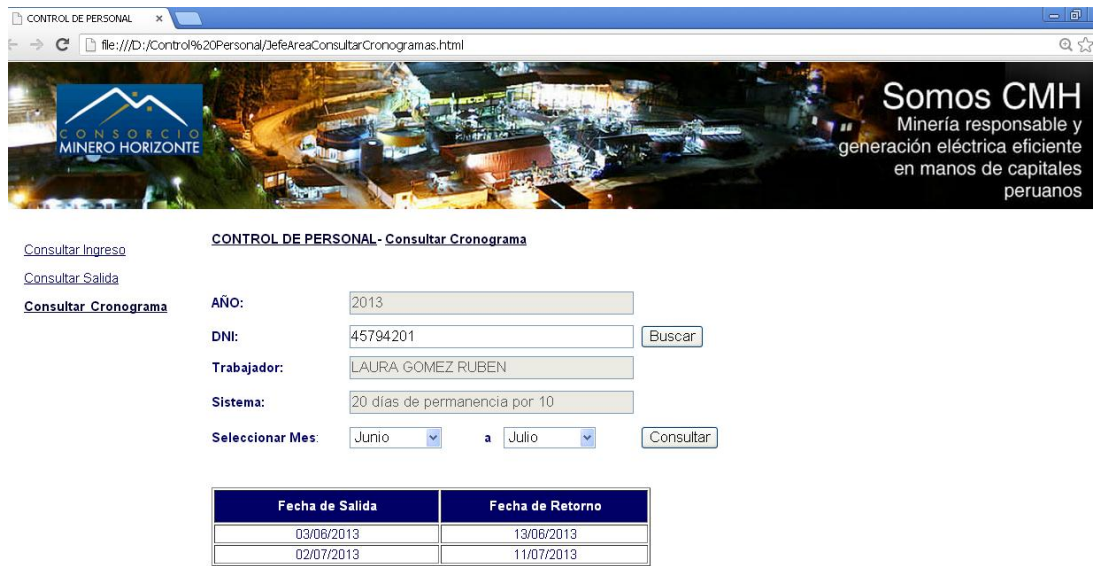 CONTROL DE PERSONAL
file:///D:/Control%20Personal/JefeAreaConsultarCronogramas.html
CONSORCIO
MINERO HORIZONTE
Somos CMH
Minería responsable y
generación eléctrica eficiente
en manos de capitales
peruanos
Consultar Ingreso
Consultar Salida
Consultar Cronograma
CONTROL DE PERSONAL- Consultar Cronograma
AÑO: 2013
DNI: 45794201 Buscar
Trabajador: LAURA GOMEZ RUBEN
Sistema: 20 días de permanencia por 10
Seleccionar Mes: Junio a Julio Consultar
Fecha de Salida Fecha de Retorno
03/06/2013 13/06/2013
02/07/2013 11/07/2013